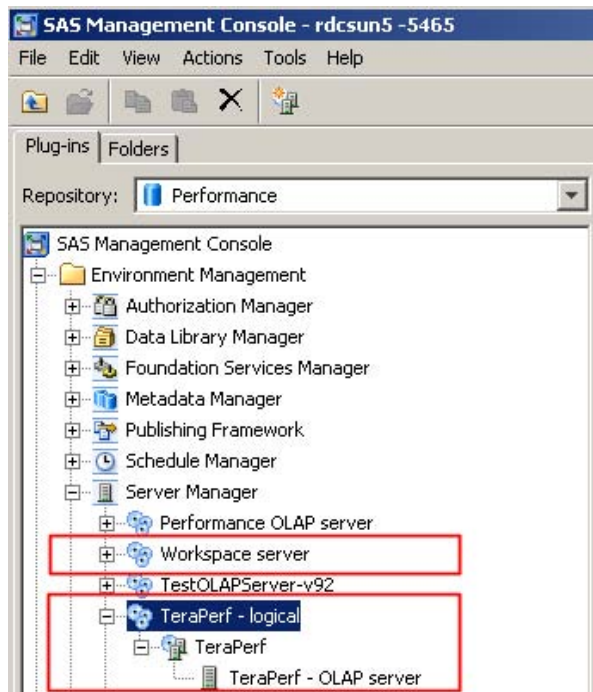 SAS Management Console - rdcsun5 -5465
File Edit View Actions Tools Help
Plug-ins Folders
Repository: Performance
SAS Management Console
Environment Management
Authorization Manager
Data Library Manager
Foundation Services Manager
Metadata Manager
Publishing Framework
Schedule Manager
Server Manager
Performance OLAP server
Workspace server
TestOLAPServer-v92
TeraPerf - logical
TeraPerf
TeraPerf - OLAP server